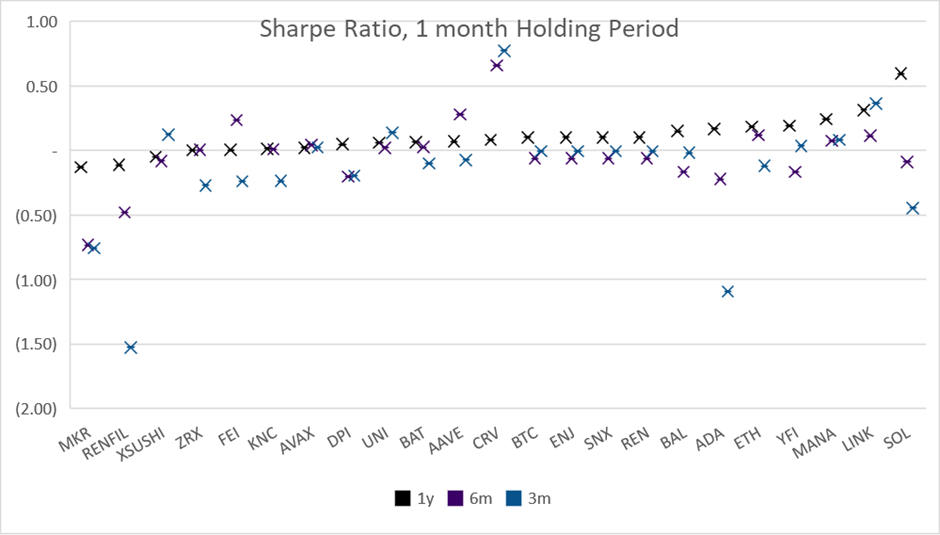 Sharpe Ratio, 1 month Holding Period
1.00
0.50
-
(0.50)
(1.00)
(1.50)
(2.00)
MKR
RENFIL
XSUSHI
ZRX
FEI
KNC
AVAX
DPI
UNI
BAT
AAVE
CRV
BTC
ENJ
SNX
REN
BAL
ADA
ETH
YFI
MANA
LINK
SOL
1y 6m 3m